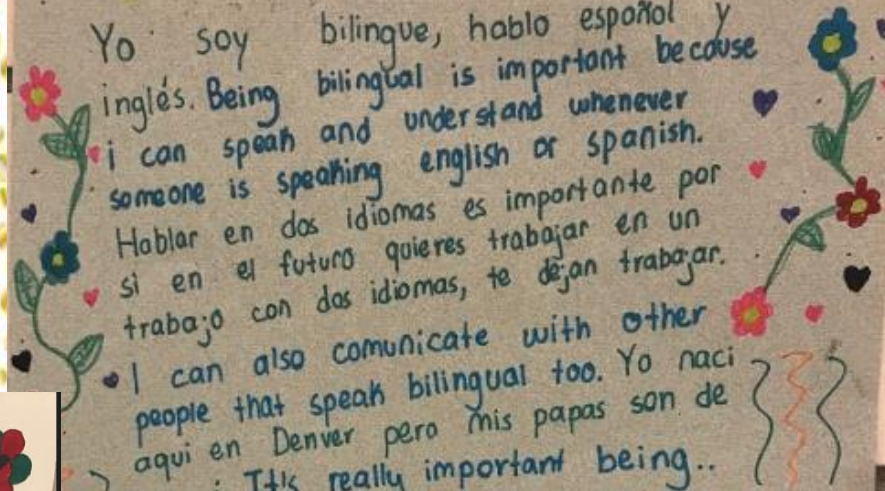 Yo soy bilingue, hablo español y
inglés. Being bilingual is important because
i can speak and understand whenever
someone is speaking english or spanish.
Hablar en dos idiomas es importante por
si en el futuro quieres trabajar en un
trabajo con dos idiomas, te dejan trabajar.
I can also comunicate with other
people that speak bilingual too. Yo naci
aqui en Denver pero mis papas son de
It's really important being..